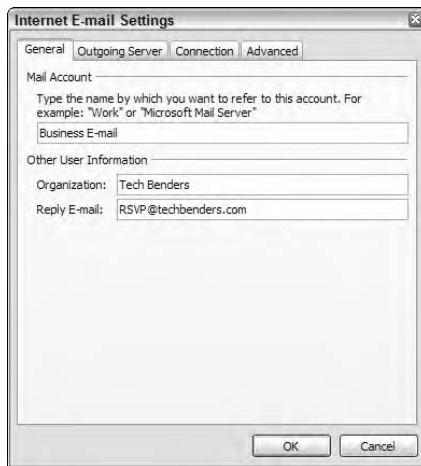 Internet E-mail Settings
General Outgoing Server Connection Advanced
Mail Account
Type the name by which you want to refer to this account. For
example: "Work" or "Microsoft Mail Server"
Business E-mail
Other User Information
Organization: Tech Benders
Reply E-mail: RSVP@techbenders.com
OK Cancel